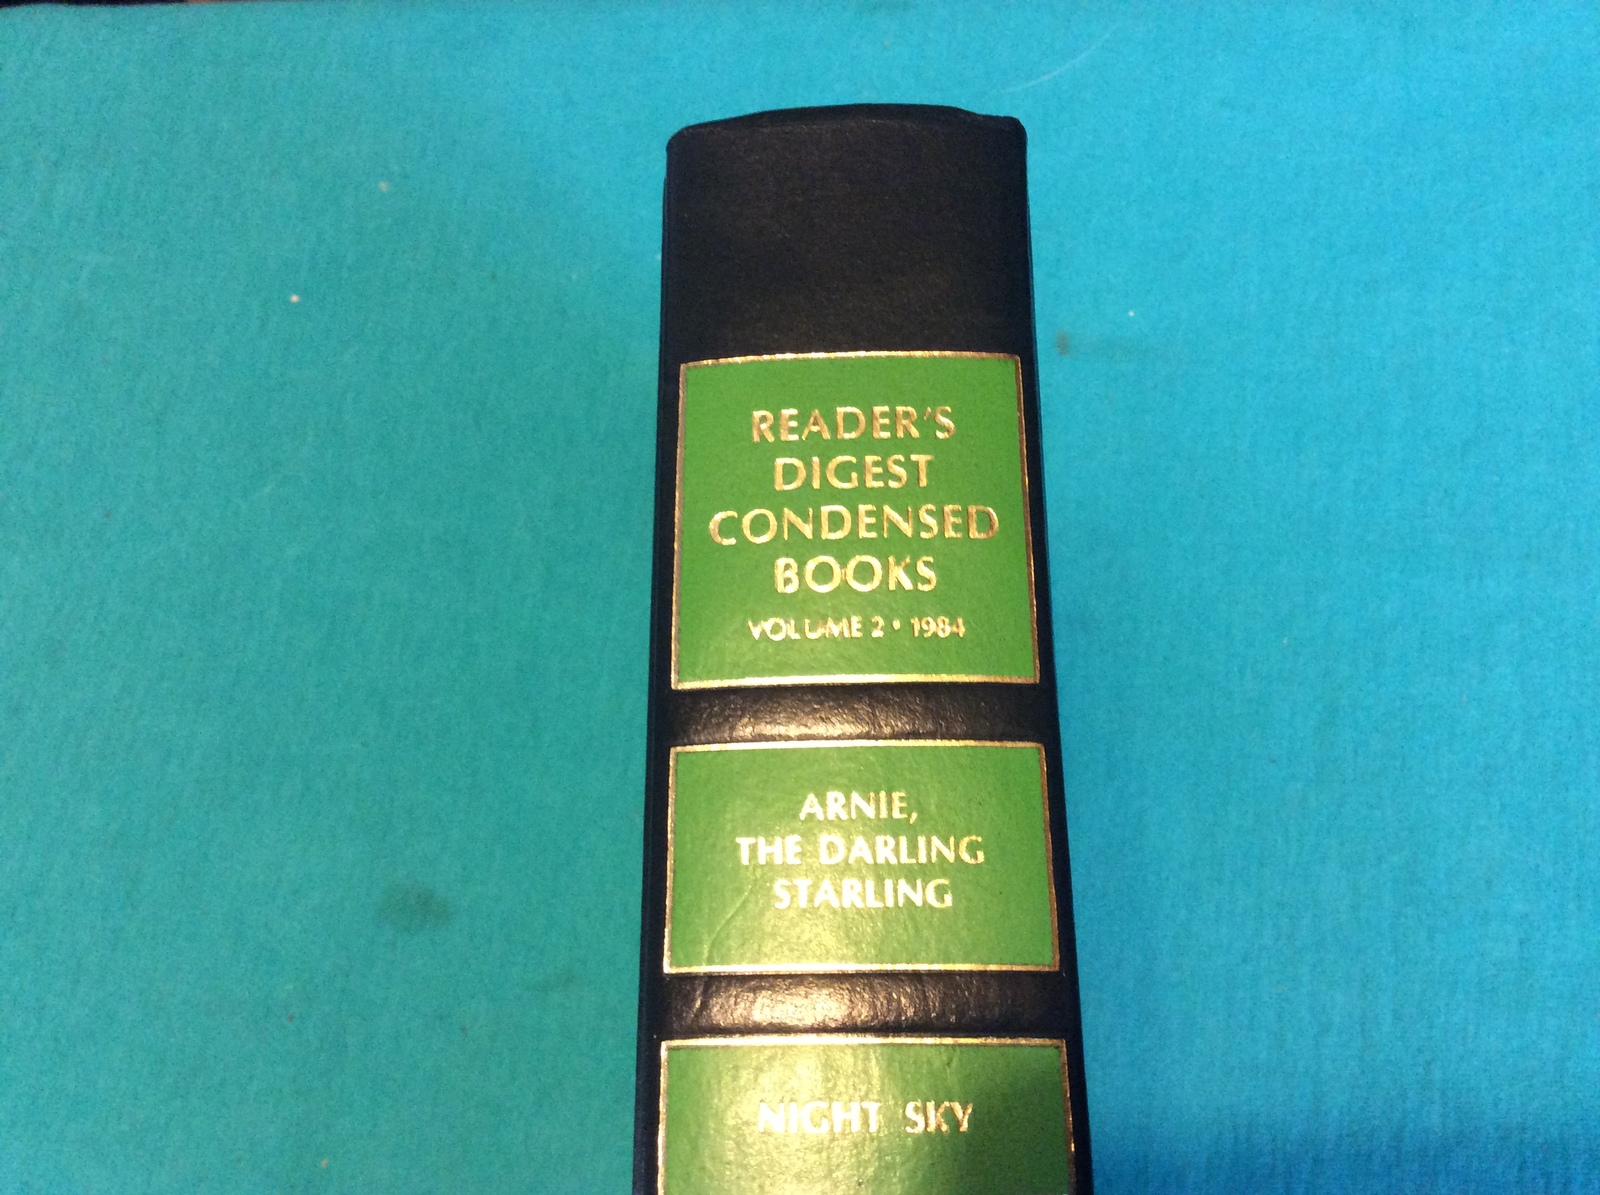 READER'S
DIGEST
CONDENSED
BOOKS
VOLUME 2 • 1984
ARNIE,
THE DARLING
STARLING
NIGHT SKY